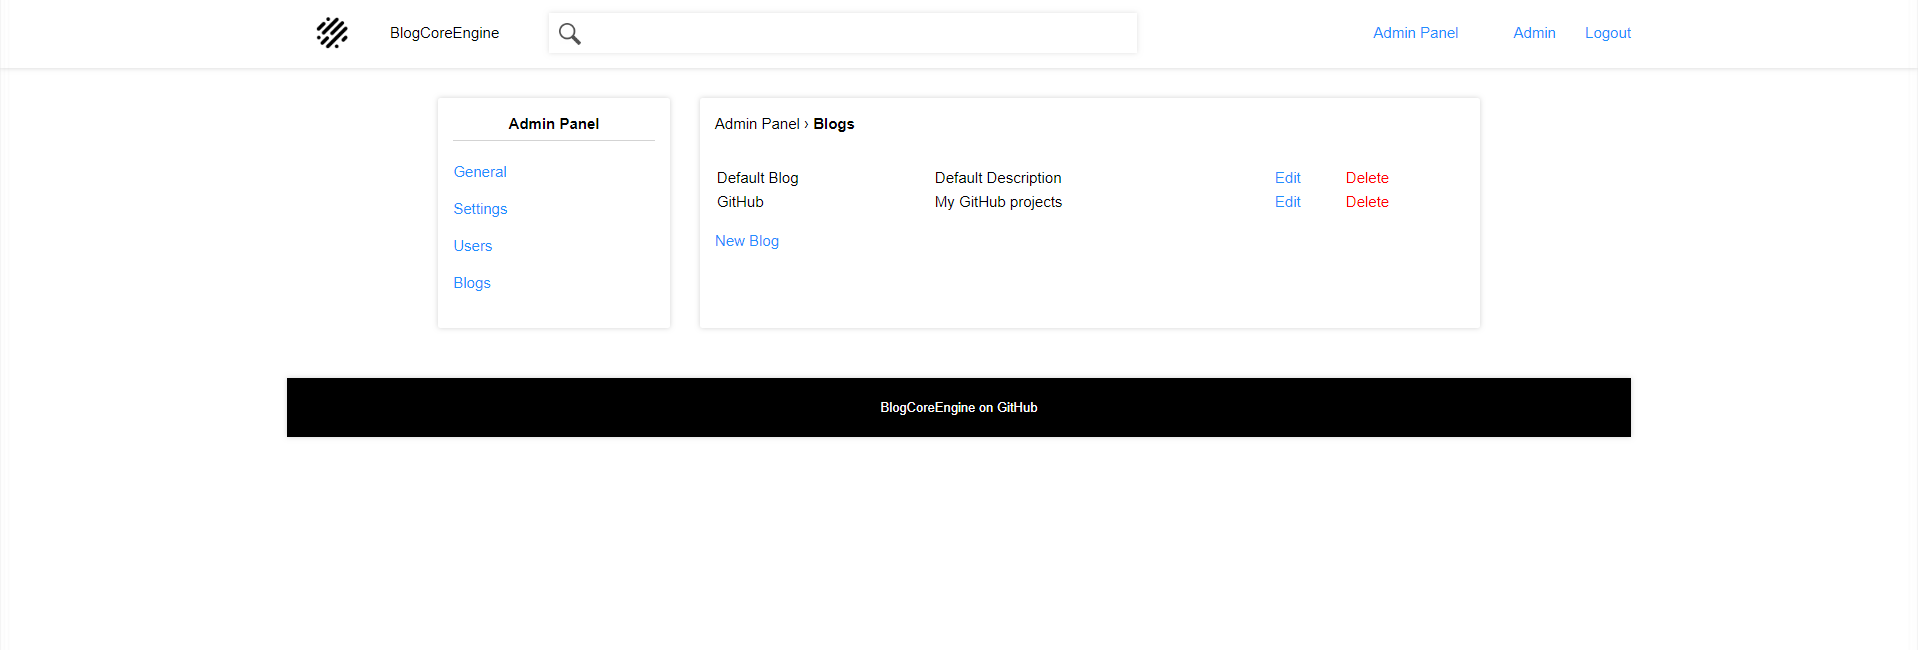 BlogCoreEngine
Admin Panel
Admin
Logout
Admin Panel
General
Settings
Users
Blogs
Admin Panel › Blogs
Default Blog Default Description Edit Delete
GitHub My GitHub projects Edit Delete
New Blog
BlogCoreEngine on GitHub